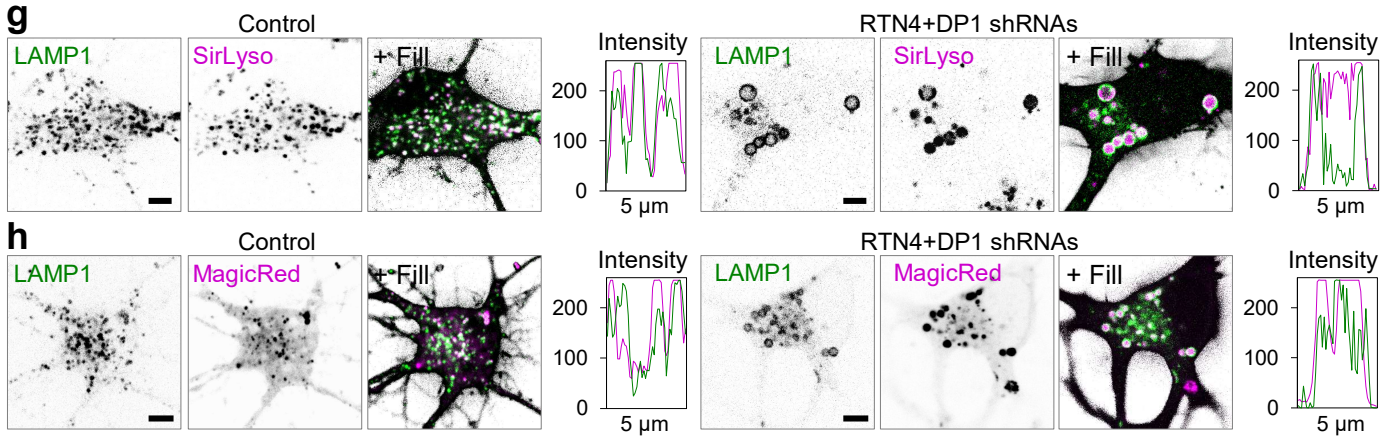 g
Control
LAMP1 SirLyso + Fill
Intensity
200
100
0
5 µm
RTN4+DP1 shRNAs
LAMP1 SirLyso + Fill
Intensity
200
100
0
5 µm
h
Control
LAMP1 MagicRed + Fill
Intensity
200
100
0
5 µm
RTN4+DP1 shRNAs
LAMP1 MagicRed + Fill
Intensity
200
100
0
5 µm